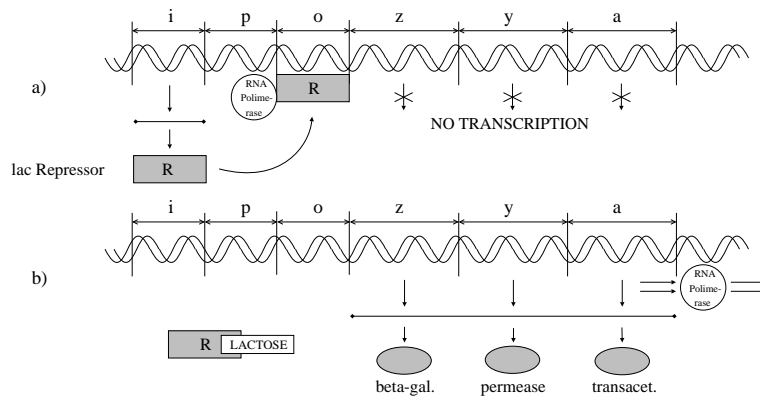 i p o z y a
a)
RNA
Polime-
rase
R
NO TRANSCRIPTION
lac Repressor
R
i p o z y a
b)
RNA
Polime-
rase
R
LACTOSE
beta-gal. permease transacet.